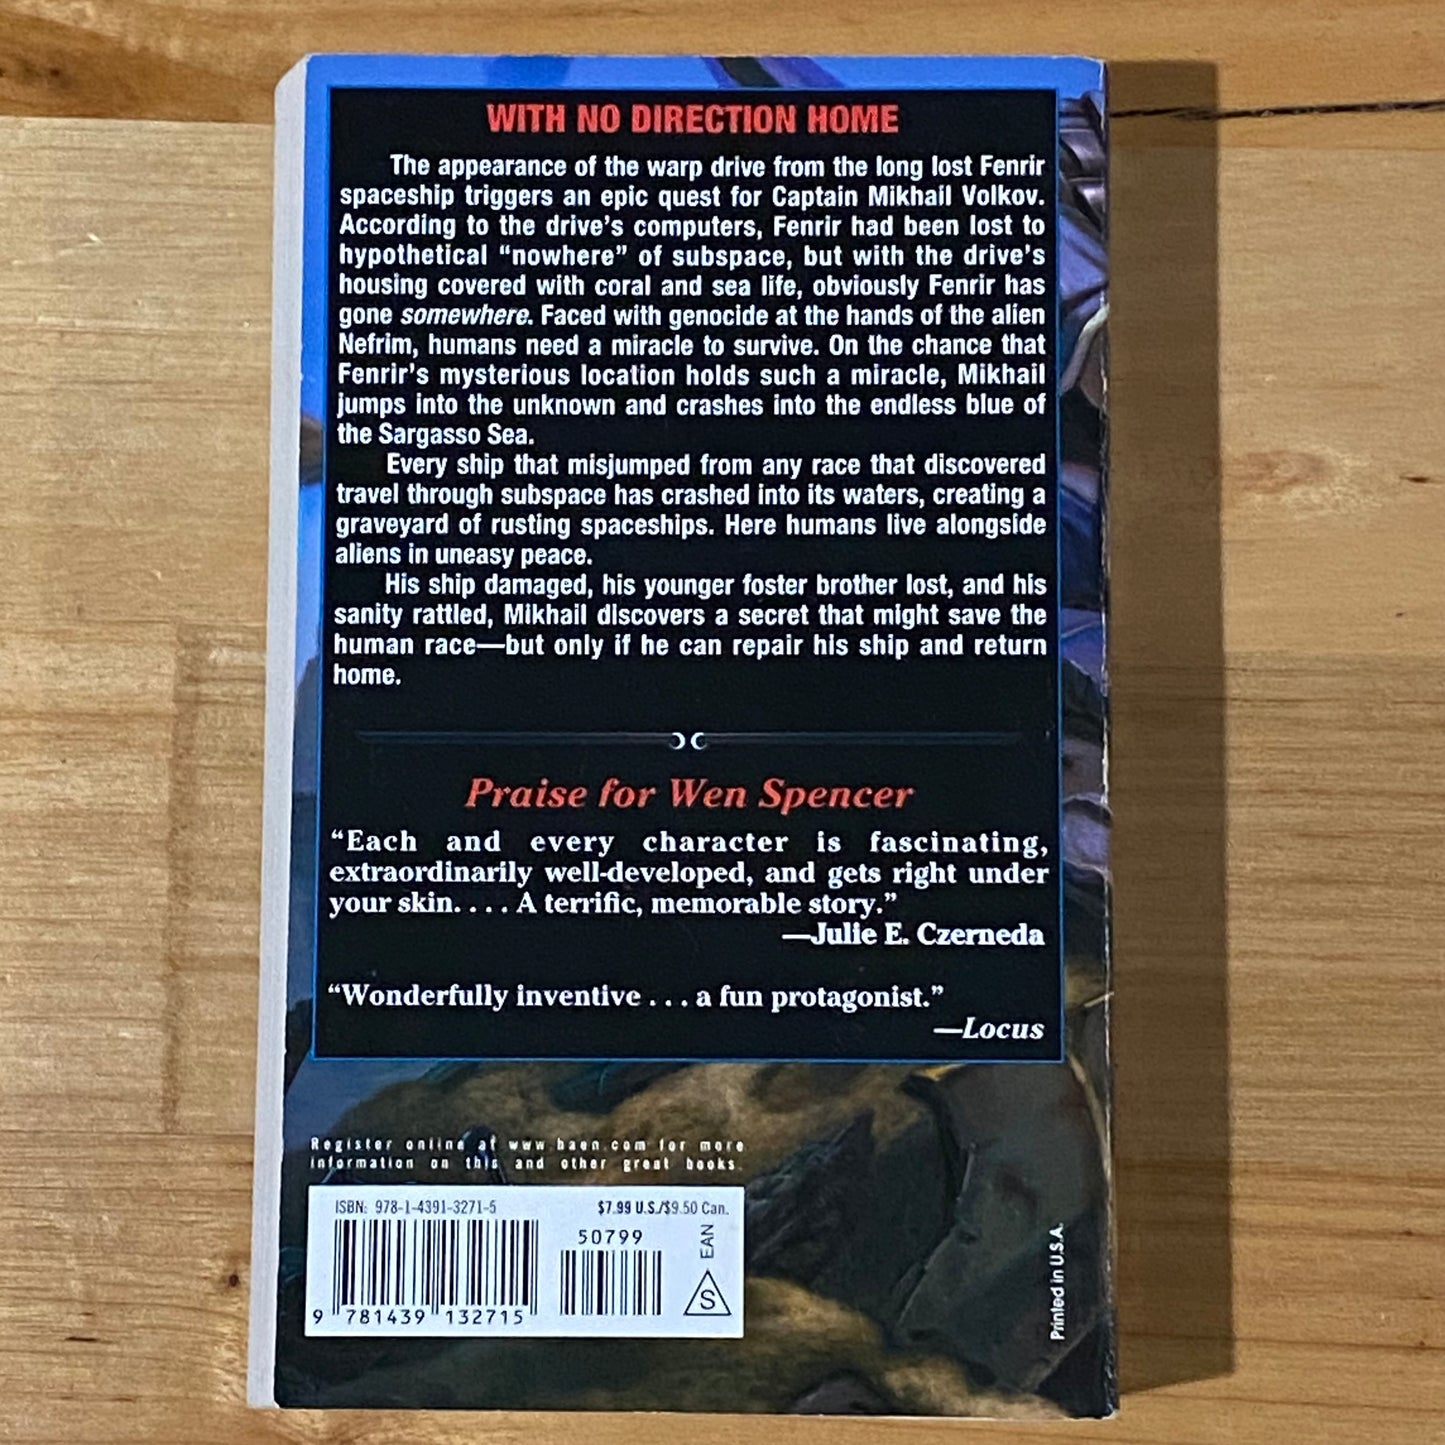 WITH NO DIRECTION HOME
The appearance of the warp drive from the long lost Fenrir
spaceship triggers an epic quest for Captain Mikhail Volkov.
According to the drive's computers, Fenrir had been lost to
hypothetical "nowhere" of subspace, but with the drive's
housing covered with coral and sea life, obviously Fenrir has
gone somewhere. Faced with genocide at the hands of the alien
Nefrim, humans need a miracle to survive. On the chance that
Fenrir's mysterious location holds such a miracle, Mikhail
jumps into the unknown and crashes into the endless blue of
the Sargasso Sea.
Every ship that misjumped from any race that discovered
travel through subspace has crashed into its waters, creating a
graveyard of rusting spaceships. Here humans live alongside
aliens in uneasy peace.
His ship damaged, his younger foster brother lost, and his
sanity rattled, Mikhail discovers a secret that might save the
human race—but only if he can repair his ship and return
home.
Praise for Wen Spencer
"Each and every character is fascinating,
extraordinarily well-developed, and gets right under
your skin. . . . A terrific, memorable story."
—Julie E. Czerneda
"Wonderfully inventive . . . a fun protagonist."
—Locus
Register online at www.baen.com for more
information on this and other great books.
ISBN: 978-1-4391-3271-5 $7.99 U.S./$9.50 Can.
50799
EAN
S
9 781439 132715
Printed in U.S.A.